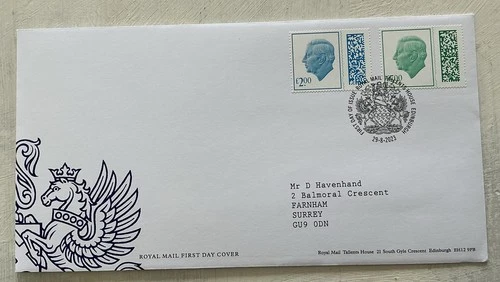 £2.00
£5.00
FIRST DAY OF ISSUE ROYAL MAIL TALLENTS HOUSE EDINBURGH
29-8-2023
Mr D Havenhand
2 Balmoral Crescent
FARNHAM
SURREY
GU9 0DN
ROYAL MAIL FIRST DAY COVER
Royal Mail Tallents House 21 South Gyle Crescent Edinburgh EH12 9PB